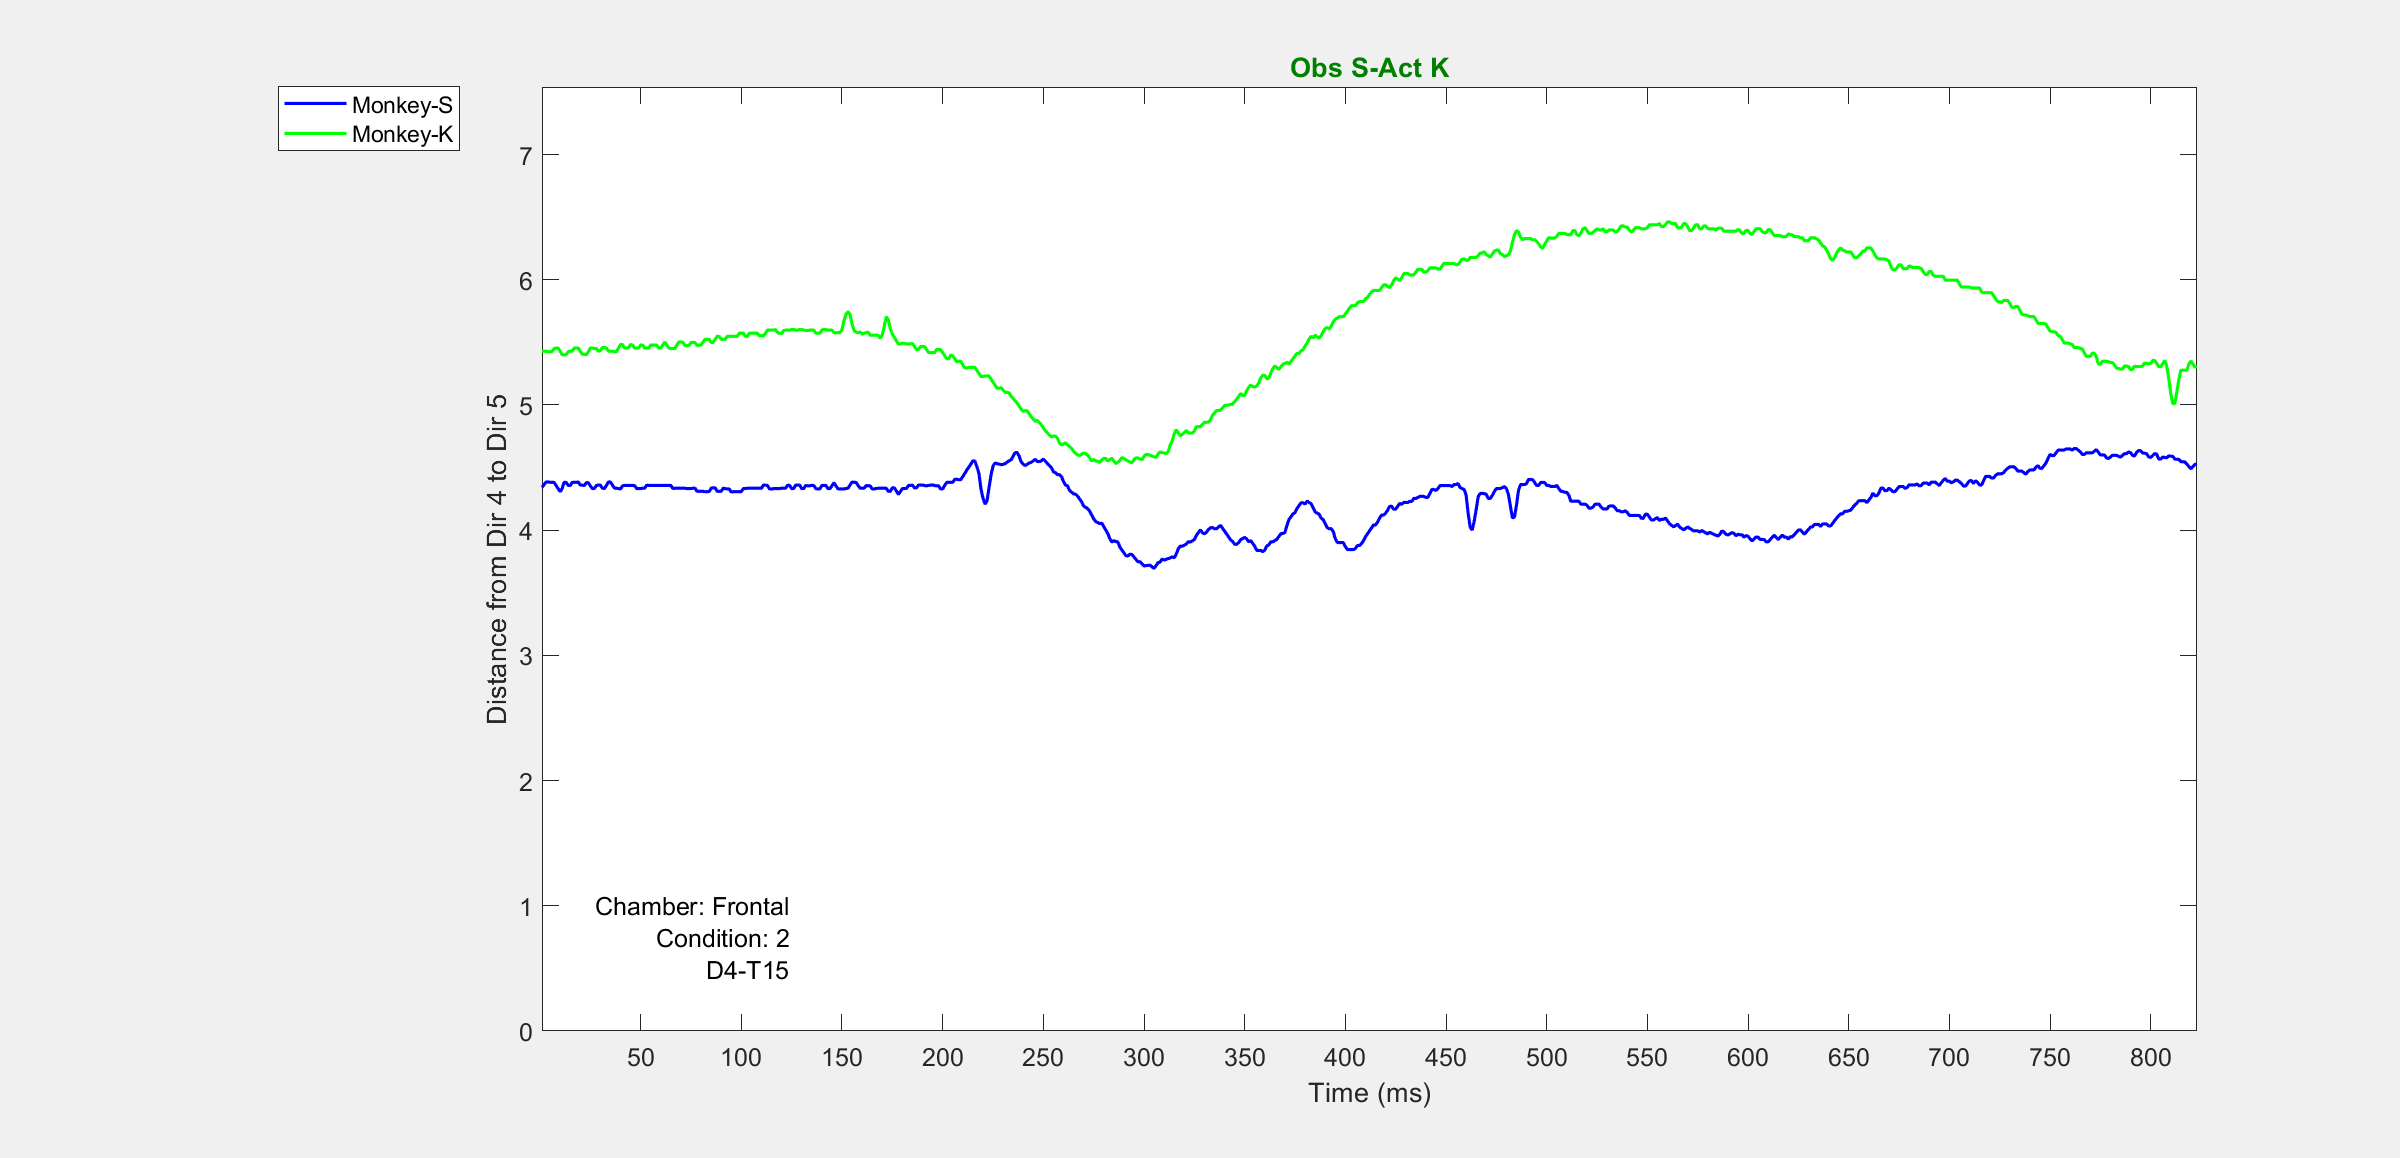 Obs S-Act K
Monkey-S
Monkey-K
Distance from Dir 4 to Dir 5
7
6
5
4
3
2
1
0
Chamber: Frontal
Condition: 2
D4-T15
50 100 150 200 250 300 350 400 450 500 550 600 650 700 750 800
Time (ms)